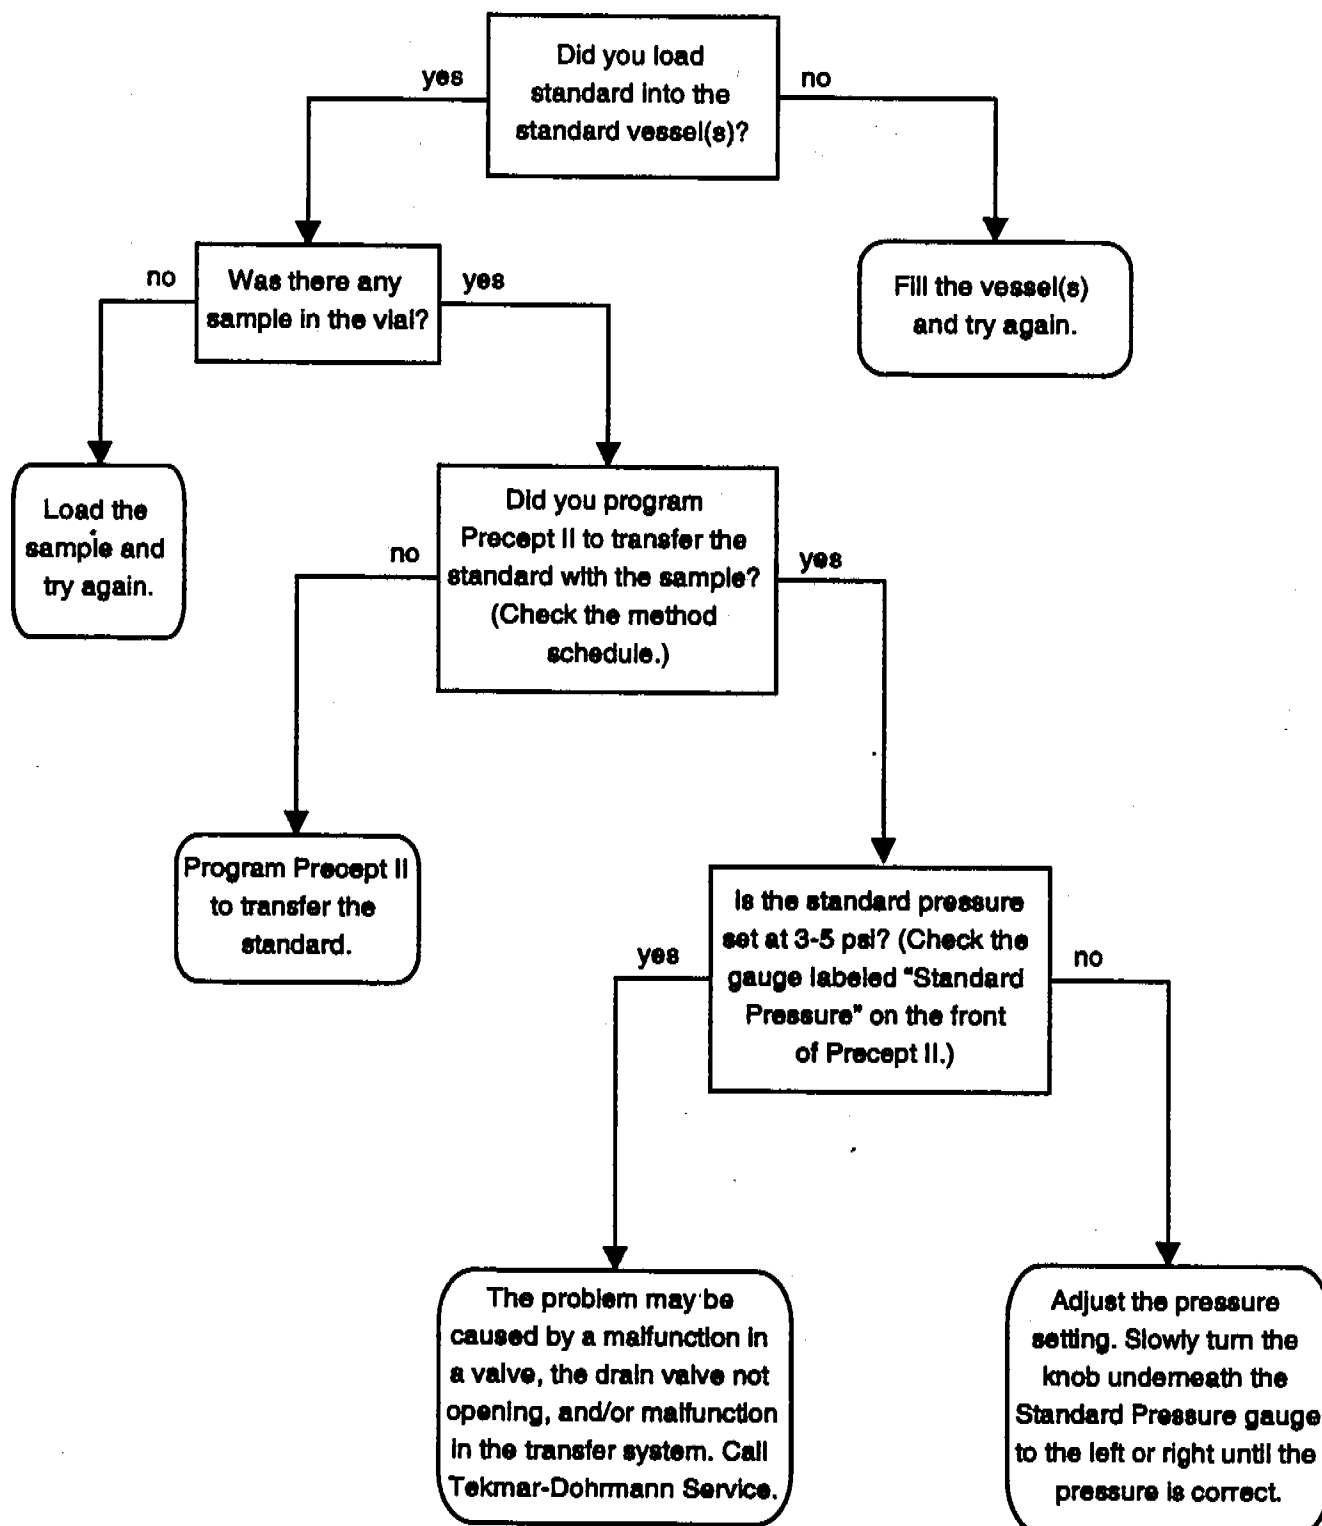 Did you load
standard into the
standard vessel(s)?
yes
no
Was there any
sample in the vial?
no
yes
Fill the vessel(s)
and try again.
Load the
sample and
try again.
Did you program
Precept II to transfer the
standard with the sample?
(Check the method
schedule.)
no
yes
Program Precept II
to transfer the
standard.
Is the standard pressure
set at 3-5 psi? (Check the
gauge labeled "Standard
Pressure" on the front
of Precept II.)
yes
no
The problem may be
caused by a malfunction in
a valve, the drain valve not
opening, and/or malfunction
in the transfer system. Call
Tekmar-Dohrmann Service.
Adjust the pressure
setting. Slowly turn the
knob underneath the
Standard Pressure gauge
to the left or right until the
pressure is correct.